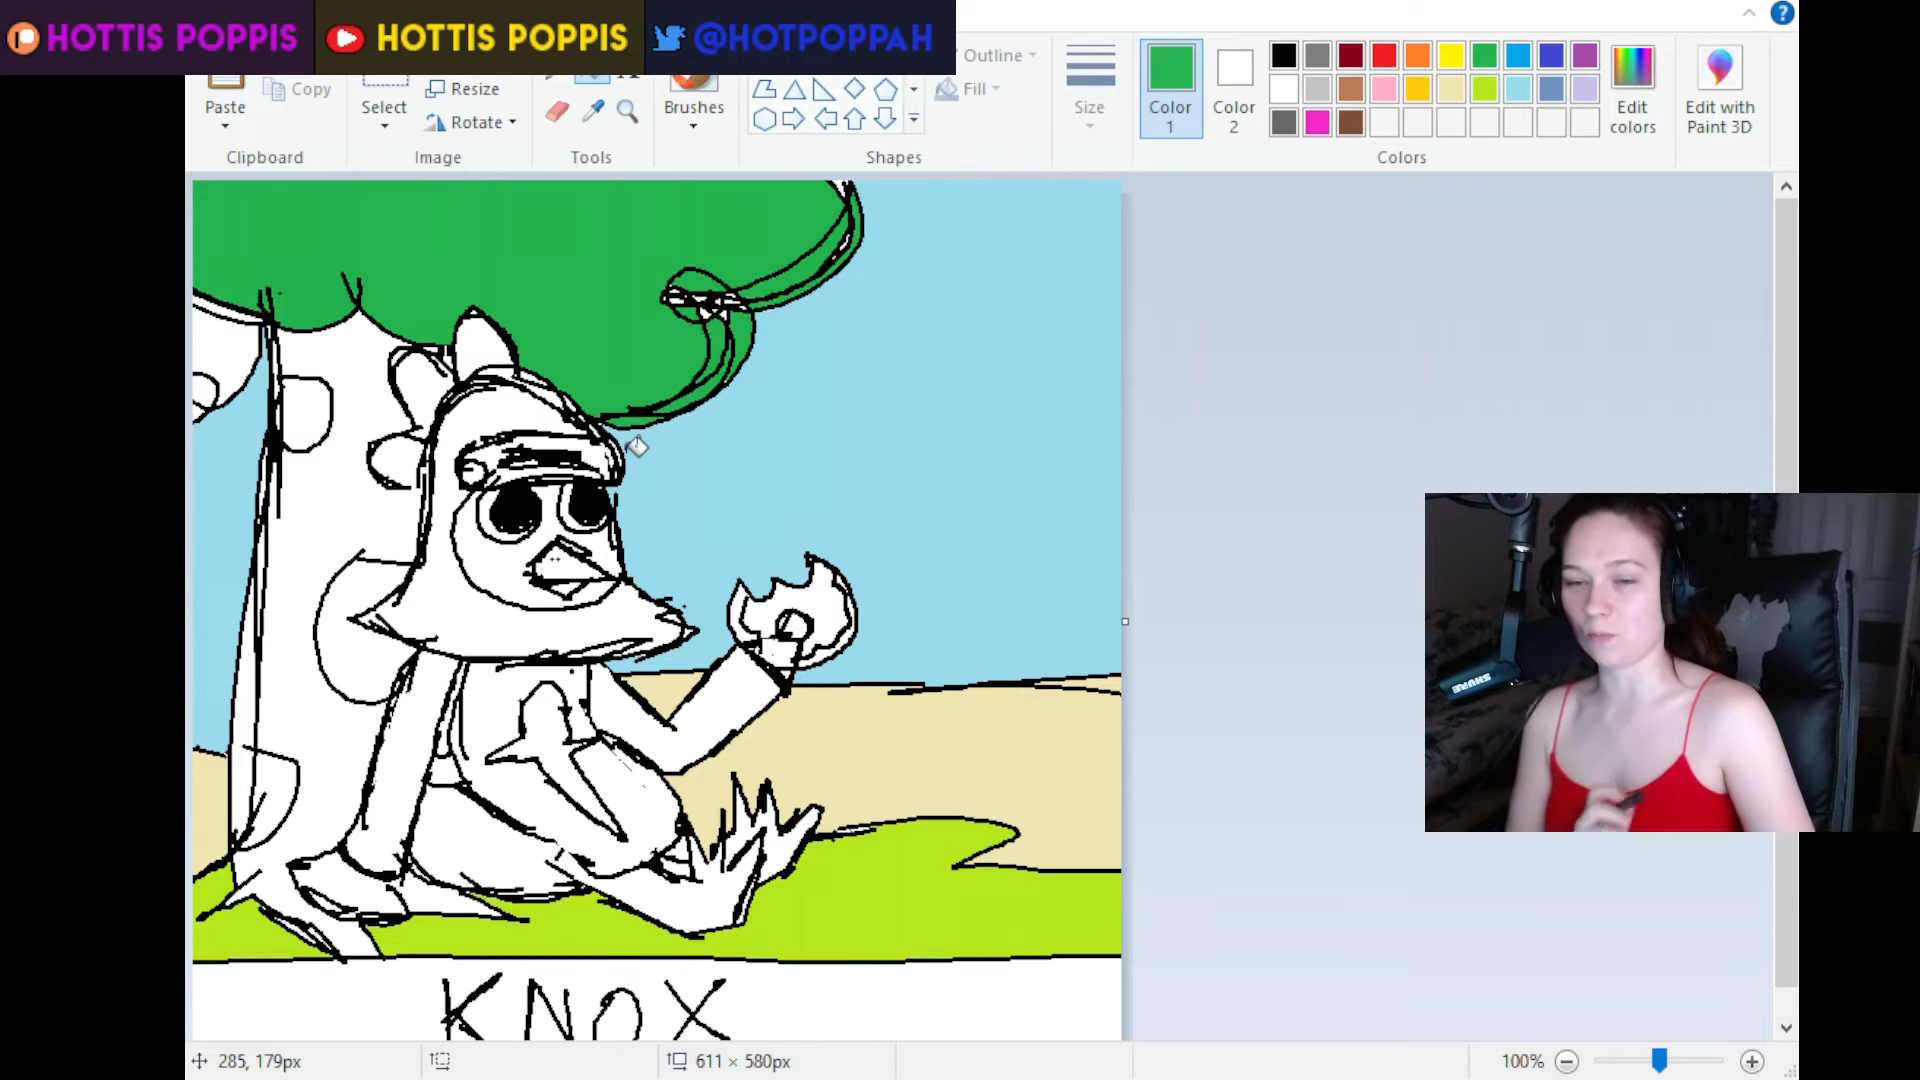 HOTTIS POPPIS
HOTTIS POPPIS
@HOTPOPPAH
Outline
Copy
Resize
Fill
Paste
Select
Rotate
Brushes
Size
Color 1
Color 2
Edit colors
Edit with Paint 3D
Clipboard
Image
Tools
Shapes
Colors
SHURE
KNOX
285, 179px
611 × 580px
100%